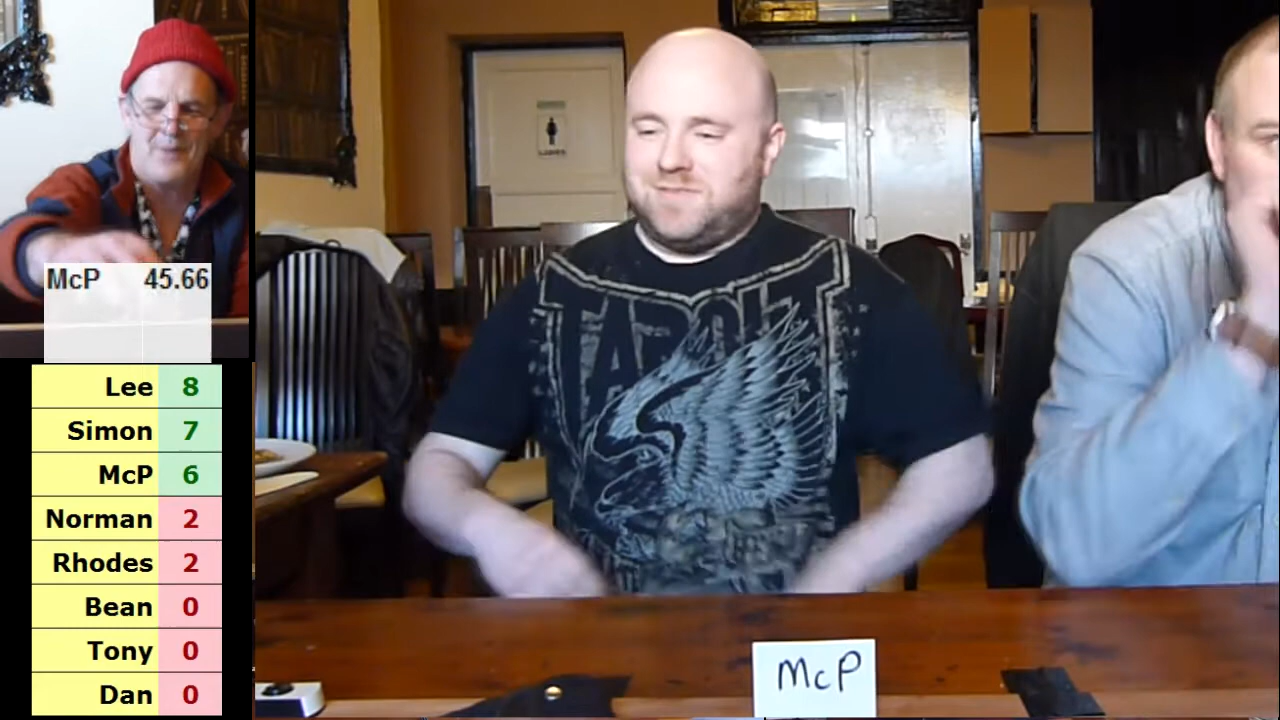 LADIES
McP 45.66
Lee 8
Simon 7
McP 6
Norman 2
Rhodes 2
Bean 0
Tony 0
Dan 0
TAPOUT
McP